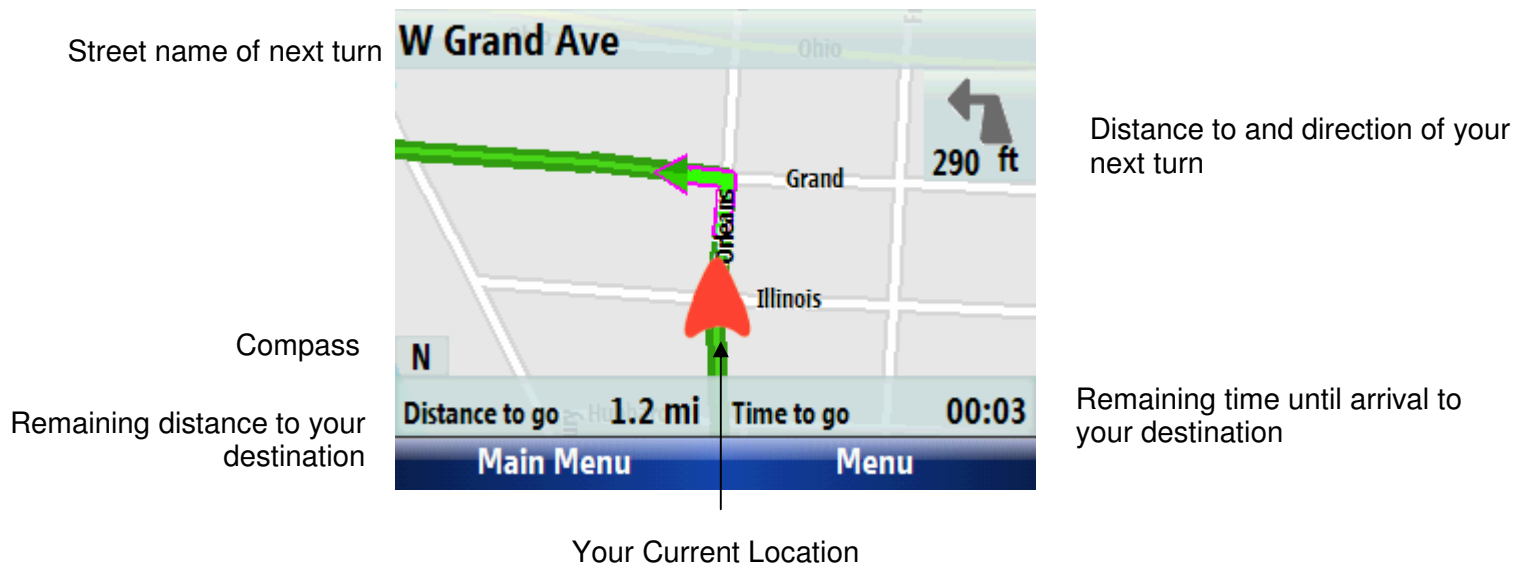 Street name of next turn
W Grand Ave
Ohio
Ohio
290 ft
Distance to and direction of your
next turn
Grand
Orleans
Illinois
Compass
N
Remaining distance to your
destination
Distance to go 1.2 mi
Time to go 00:03
Remaining time until arrival to
your destination
Main Menu
Menu
Your Current Location